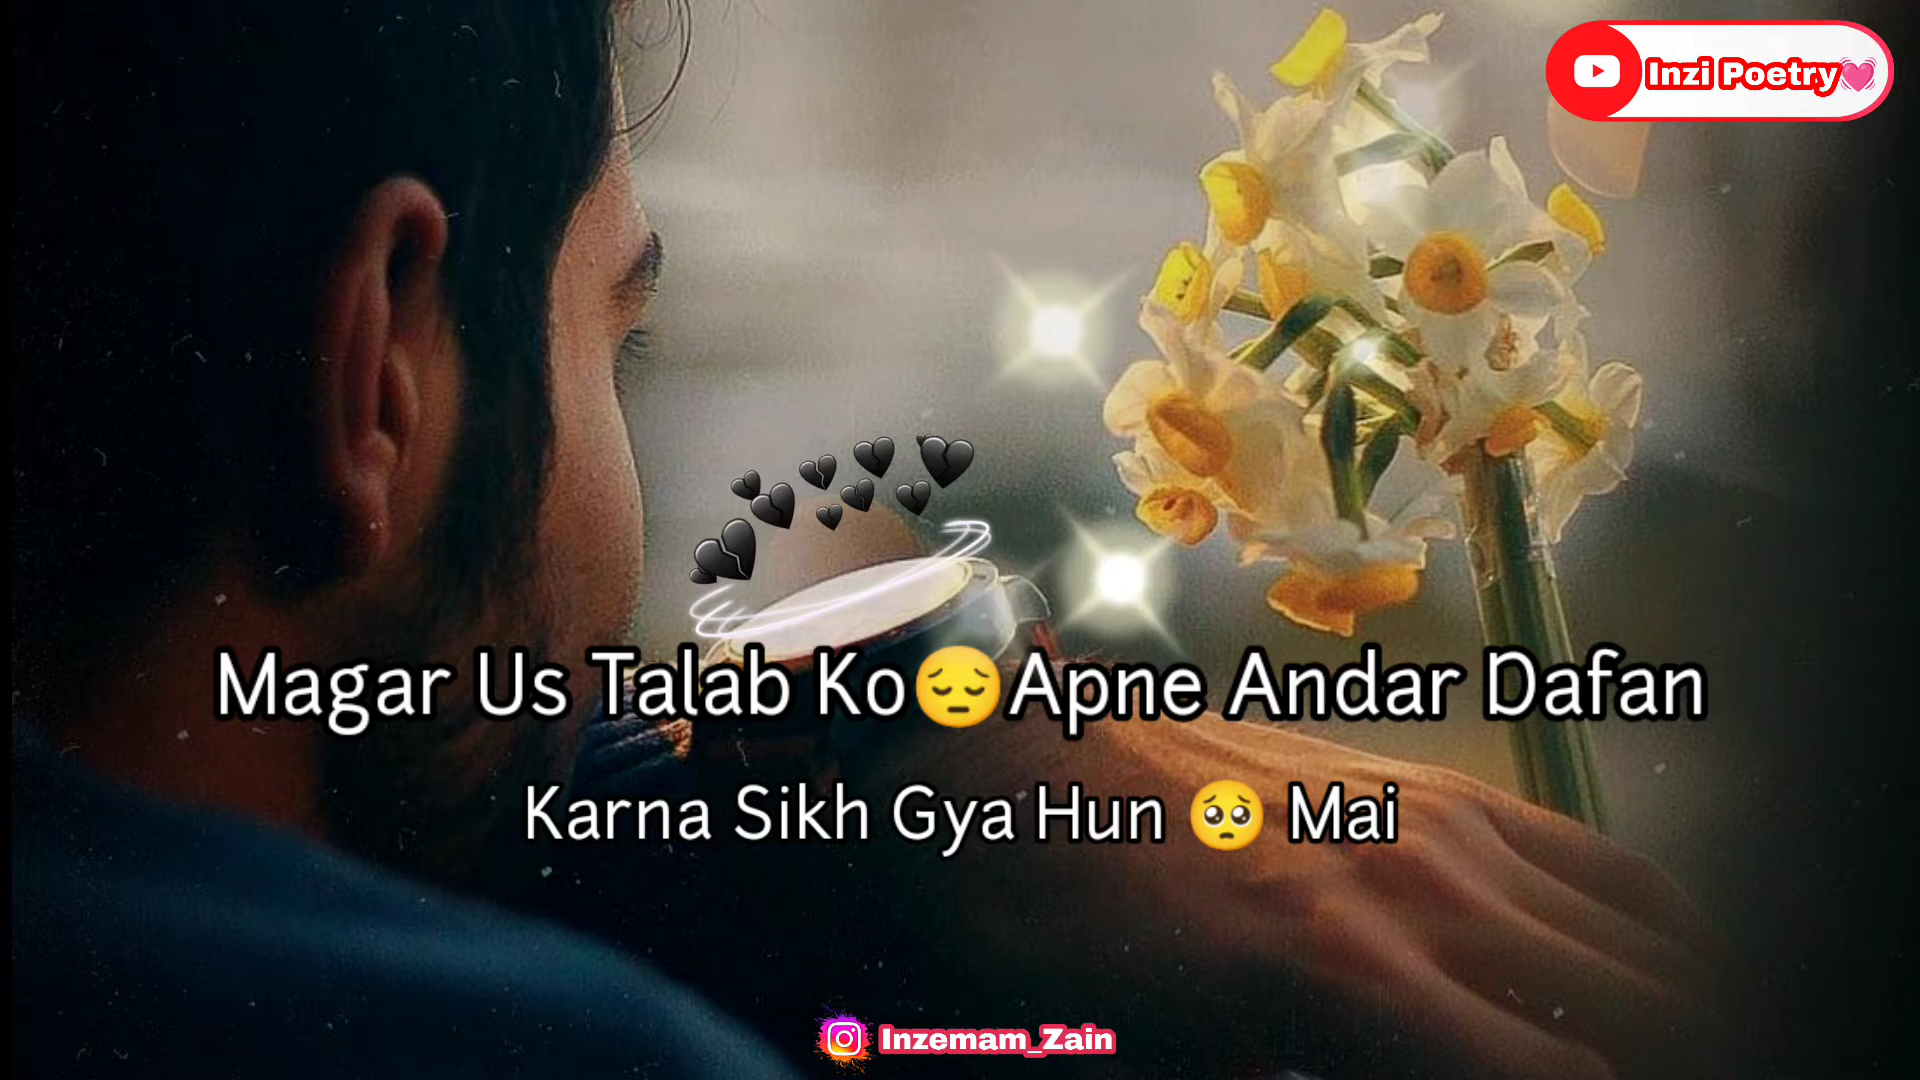 Inzi Poetry💓
Magar Us Talab Ko😔Apne Andar Dafan
Karna Sikh Gya Hun 🥺 Mai
Inzemam_Zain